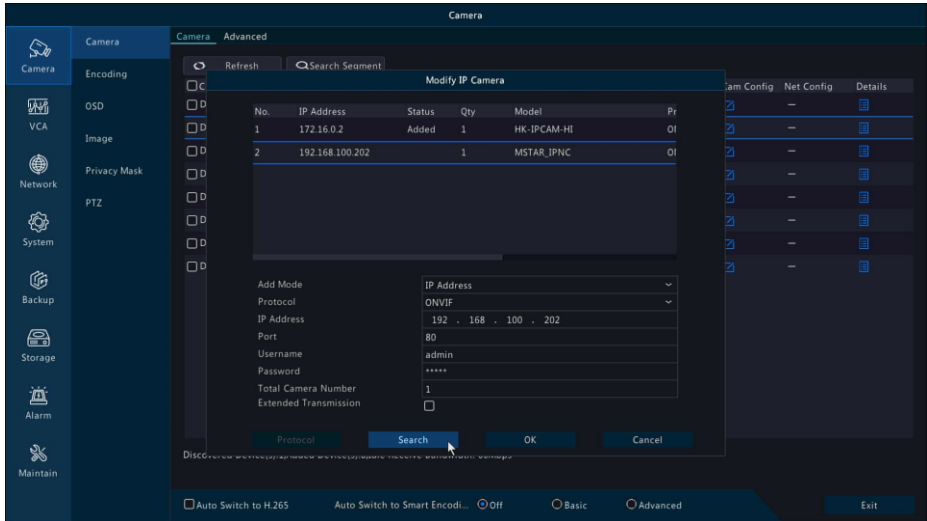 Camera
Camera
Camera
Encoding
OSD
VCA
Image
Privacy Mask
Network
PTZ
System
Backup
Storage
Alarm
Maintain
Camera Advanced
Refresh Search Segment
Cam Config Net Config Details
Modify IP Camera
No. IP Address Status Qty Model
1 172.16.0.2 Added 1 HK-IPCAM-HI
2 192.168.100.202 1 MSTAR_IPNC
Add Mode IP Address
Protocol ONVIF
IP Address 192 . 168 . 100 . 202
Port 80
Username admin
Password *****
Total Camera Number 1
Extended Transmission
Protocol Search OK Cancel
Auto Switch to H.265 Auto Switch to Smart Encodi... Off Basic Advanced Exit